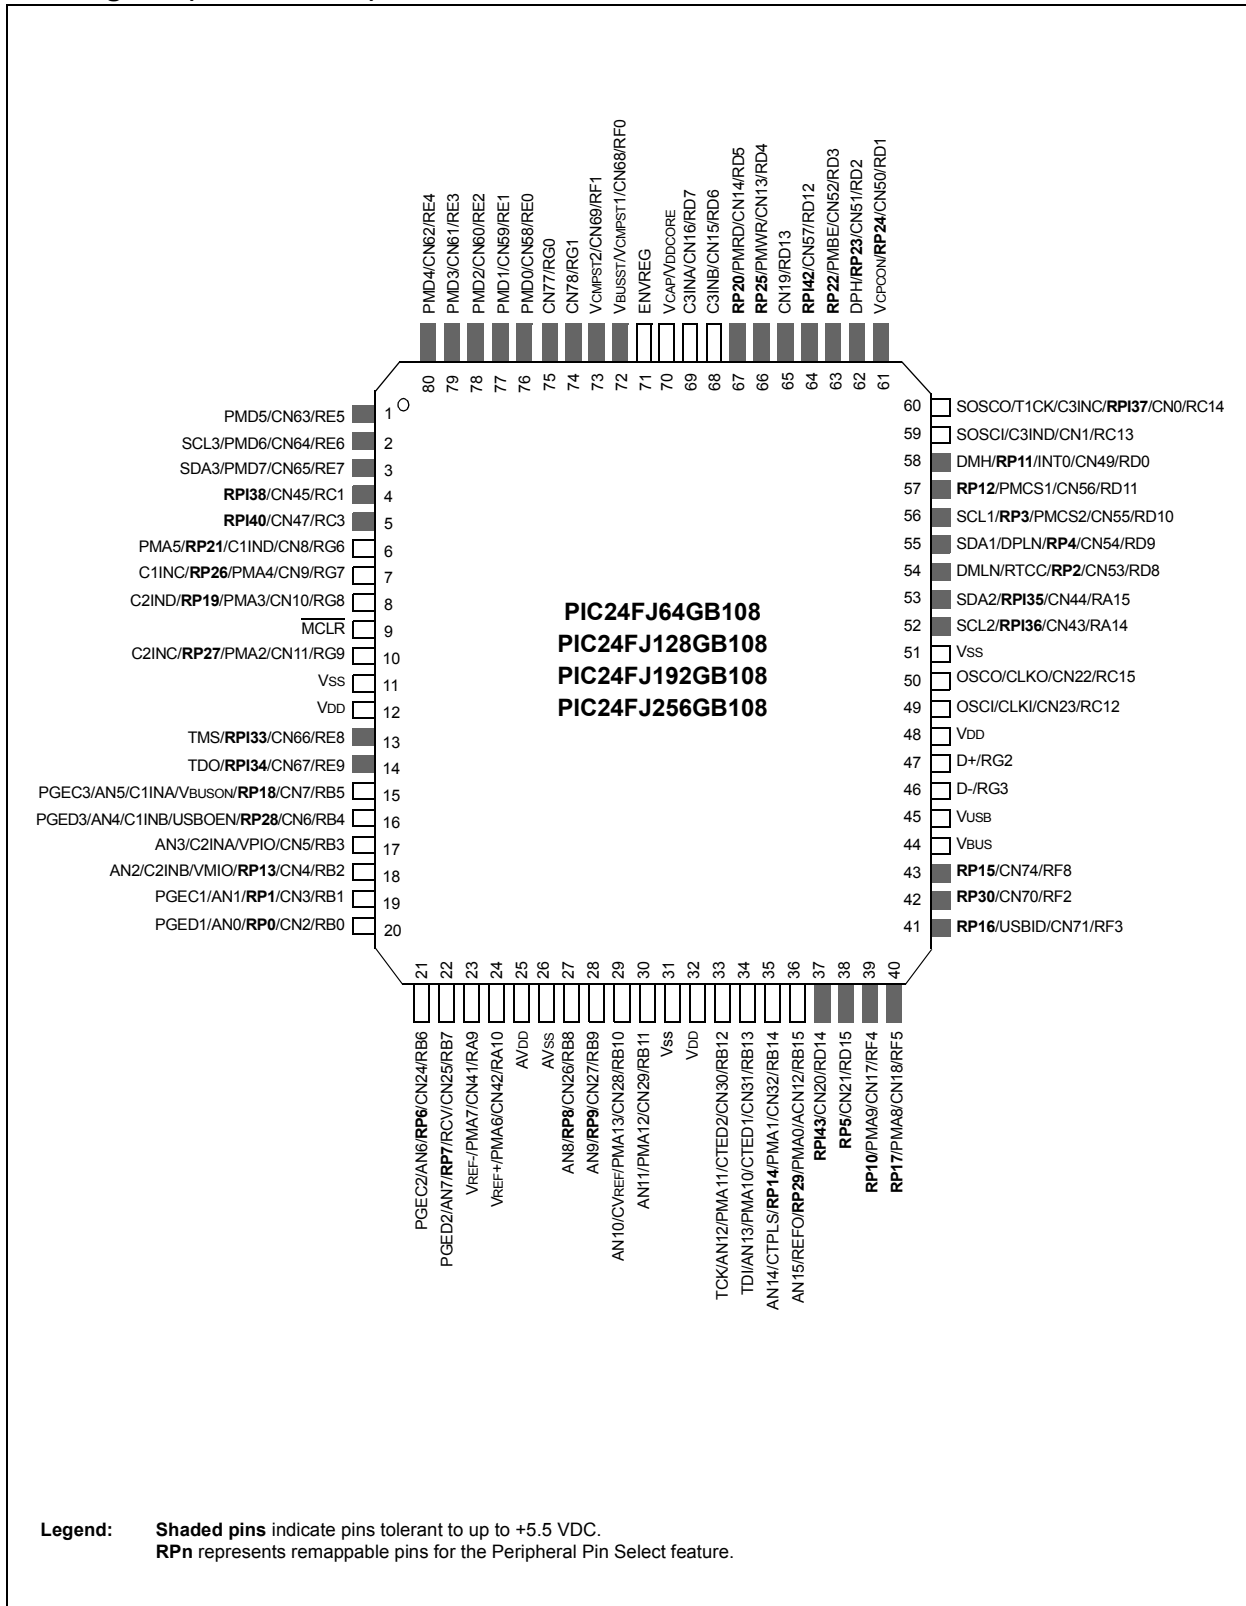 PMD4/CN62/RE4
PMD3/CN61/RE3
PMD2/CN60/RE2
PMD1/CN59/RE1
PMD0/CN58/RE0
CN77/RG0
CN78/RG1
VCMPST2/CN69/RF1
VBUSST/VCMPST1/CN68/RF0
ENVREG
VCAP/VDDCORE
C3INA/CN16/RD7
C3INB/CN15/RD6
RP20/PMRD/CN14/RD5
RP25/PMWR/CN13/RD4
CN19/RD13
RPI42/CN57/RD12
RP22/PMBE/CN52/RD3
DPH/RP23/CN51/RD2
VCPCON/RP24/CN50/RD1
80
79
78
77
76
75
74
73
72
71
70
69
68
67
66
65
64
63
62
61
PMD5/CN63/RE5 1
SCL3/PMD6/CN64/RE6 2
SDA3/PMD7/CN65/RE7 3
RPI38/CN45/RC1 4
RPI40/CN47/RC3 5
PMA5/RP21/C1IND/CN8/RG6 6
C1INC/RP26/PMA4/CN9/RG7 7
C2IND/RP19/PMA3/CN10/RG8 8
MCLR 9
C2INC/RP27/PMA2/CN11/RG9 10
VSS 11
VDD 12
TMS/RPI33/CN66/RE8 13
TDO/RPI34/CN67/RE9 14
PGEC3/AN5/C1INA/VBUSON/RP18/CN7/RB5 15
PGED3/AN4/C1INB/USBOEN/RP28/CN6/RB4 16
AN3/C2INA/VPIO/CN5/RB3 17
AN2/C2INB/VMIO/RP13/CN4/RB2 18
PGEC1/AN1/RP1/CN3/RB1 19
PGED1/AN0/RP0/CN2/RB0 20
PIC24FJ64GB108
PIC24FJ128GB108
PIC24FJ192GB108
PIC24FJ256GB108
60 SOSCO/T1CK/C3INC/RPI37/CN0/RC14
59 SOSCI/C3IND/CN1/RC13
58 DMH/RP11/INT0/CN49/RD0
57 RP12/PMCS1/CN56/RD11
56 SCL1/RP3/PMCS2/CN55/RD10
55 SDA1/DPLN/RP4/CN54/RD9
54 DMLN/RTCC/RP2/CN53/RD8
53 SDA2/RPI35/CN44/RA15
52 SCL2/RPI36/CN43/RA14
51 VSS
50 OSCO/CLKO/CN22/RC15
49 OSCI/CLKI/CN23/RC12
48 VDD
47 D+/RG2
46 D-/RG3
45 VUSB
44 VBUS
43 RP15/CN74/RF8
42 RP30/CN70/RF2
41 RP16/USBID/CN71/RF3
21
22
23
24
25
26
27
28
29
30
31
32
33
34
35
36
37
38
39
40
PGEC2/AN6/RP6/CN24/RB6
PGED2/AN7/RP7/RCV/CN25/RB7
VREF-/PMA7/CN41/RA9
VREF+/PMA6/CN42/RA10
AVDD
AVSS
AN8/RP8/CN26/RB8
AN9/RP9/CN27/RB9
AN10/CVREF/PMA13/CN28/RB10
AN11/PMA12/CN29/RB11
Vss
VDD
TCK/AN12/PMA11/CTED2/CN30/RB12
TDI/AN13/PMA10/CTED1/CN31/RB13
AN14/CTPLS/RP14/PMA1/CN32/RB14
AN15/REFO/RP29/PMA0/ACN12/RB15
RPI43/CN20/RD14
RP5/CN21/RD15
RP10/PMA9/CN17/RF4
RP17/PMA8/CN18/RF5
Legend: Shaded pins indicate pins tolerant to up to +5.5 VDC.
RPn represents remappable pins for the Peripheral Pin Select feature.